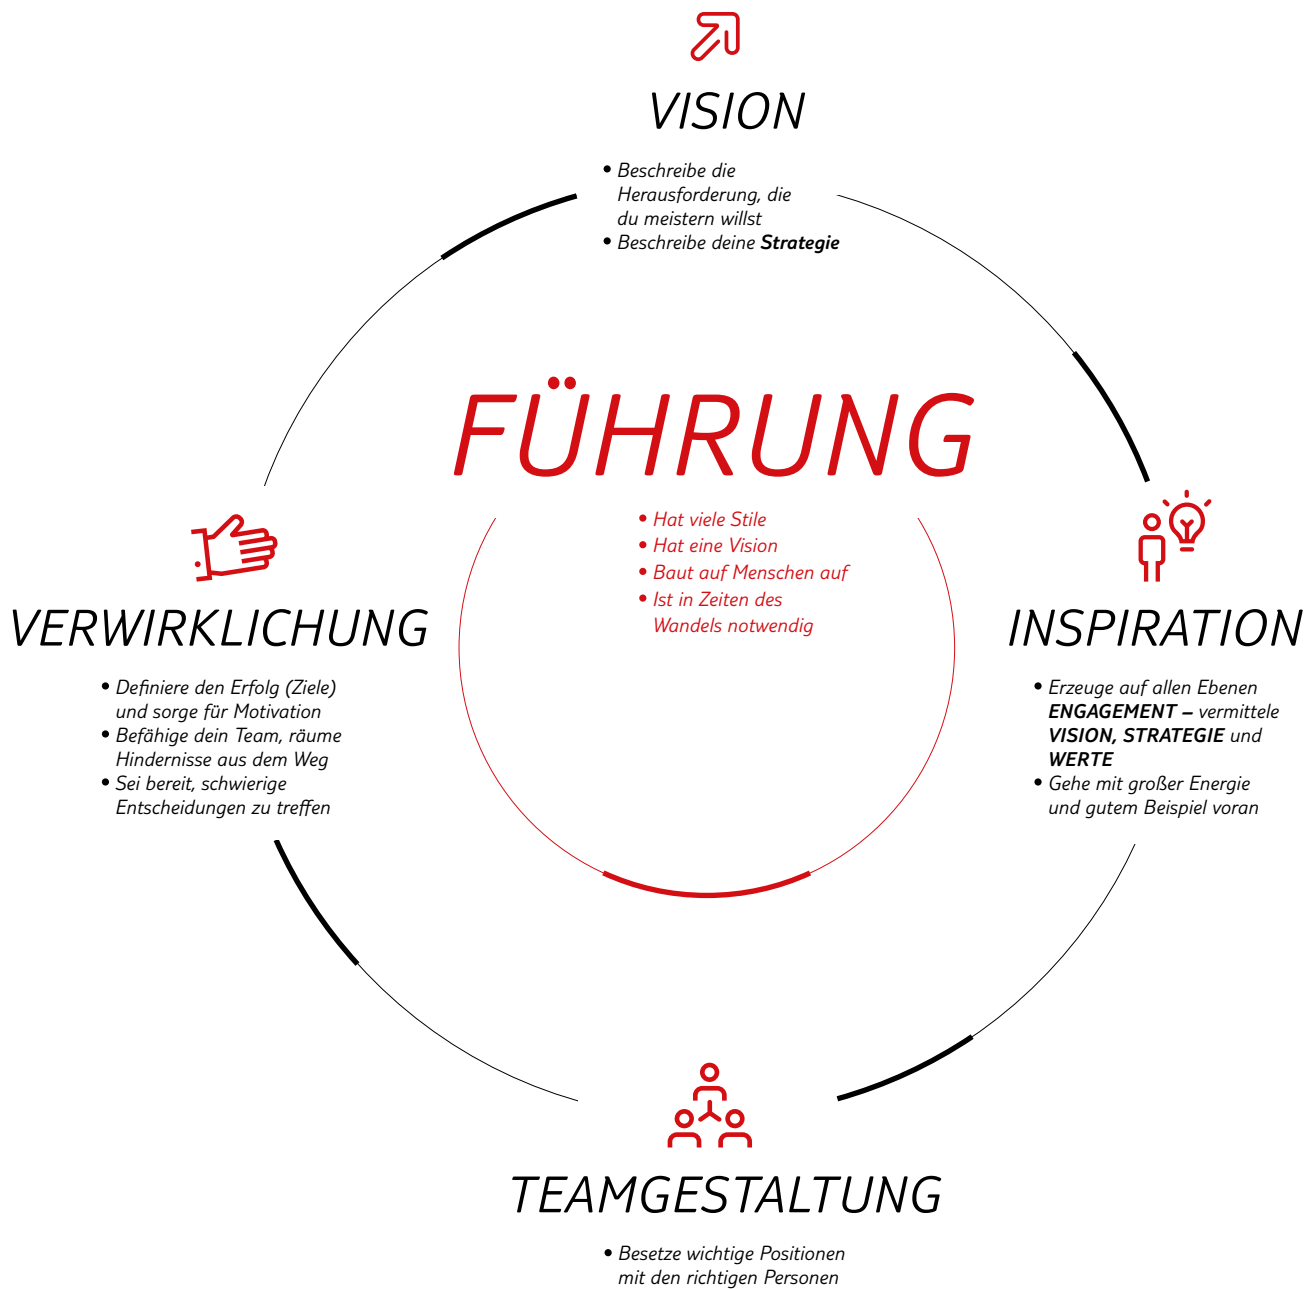 VISION
• Beschreibe die
Herausforderung, die
du meistern willst
• Beschreibe deine Strategie
FÜHRUNG
• Hat viele Stile
• Hat eine Vision
• Baut auf Menschen auf
• Ist in Zeiten des
Wandels notwendig
VERWIRKLICHUNG
• Definiere den Erfolg (Ziele)
und sorge für Motivation
• Befähige dein Team, räume
Hindernisse aus dem Weg
• Sei bereit, schwierige
Entscheidungen zu treffen
INSPIRATION
• Erzeuge auf allen Ebenen
ENGAGEMENT – vermittele
VISION, STRATEGIE und
WERTE
• Gehe mit großer Energie
und gutem Beispiel voran
TEAMGESTALTUNG
• Besetze wichtige Positionen
mit den richtigen Personen